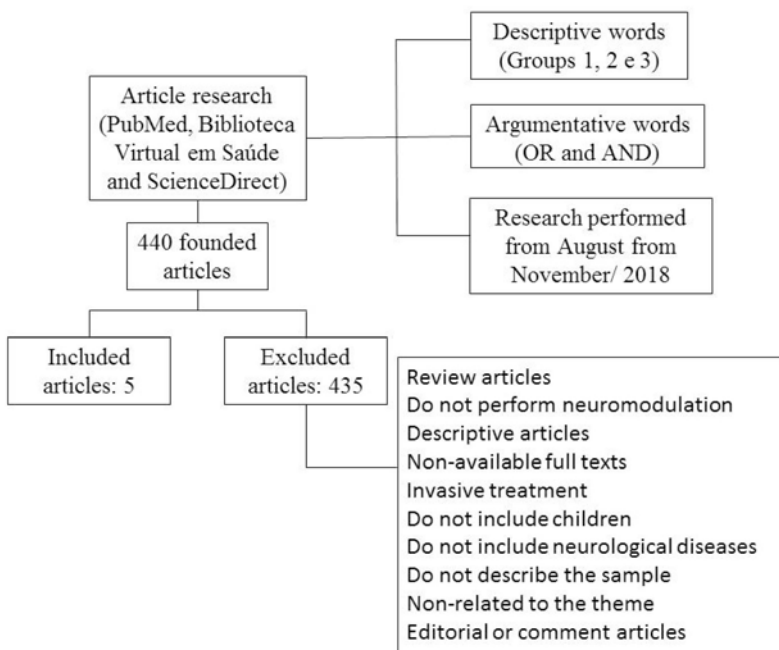 Descriptive words
(Groups 1, 2 e 3)
Article research
(PubMed, Biblioteca
Virtual em Saúde
and ScienceDirect)
Argumentative words
(OR and AND)
Research performed
from August from
November/ 2018
440 founded
articles
Included
articles: 5
Excluded
articles: 435
Review articles
Do not perform neuromodulation
Descriptive articles
Non-available full texts
Invasive treatment
Do not include children
Do not include neurological diseases
Do not describe the sample
Non-related to the theme
Editorial or comment articles